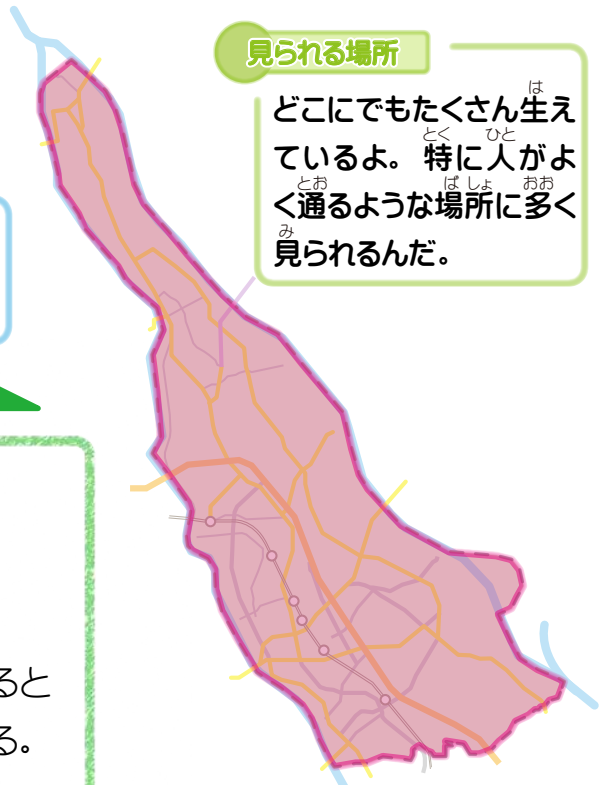 見られる場所
どこにでもたくさん生え
ているよ。特に人がよ
く通るような場所に多く
見られるんだ。
ると
る。